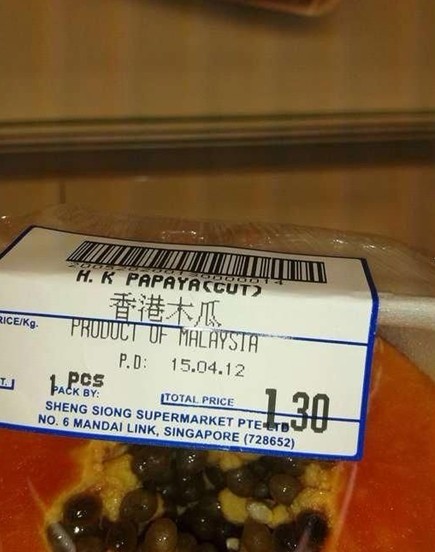 H. K PAPAYA(CUT)
香港木瓜
RICE/Kg.
PRODUCT OF MALAYSIA
P.D: 15.04.12
T.
1 PCS
PACK BY:
TOTAL PRICE
1.30
SHENG SIONG SUPERMARKET PTE LTD
NO. 6 MANDAI LINK, SINGAPORE (728652)